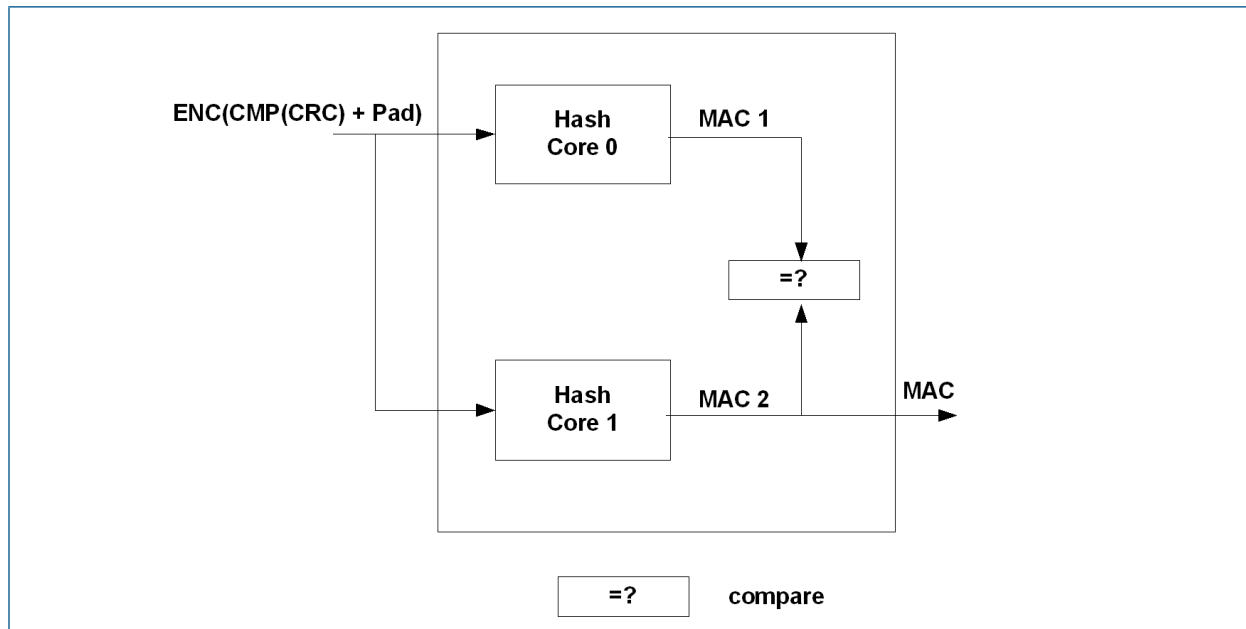 ENC(CMP(CRC) + Pad)
Hash
Core 0
MAC 1
=?
Hash
Core 1
MAC 2
MAC
=?
compare